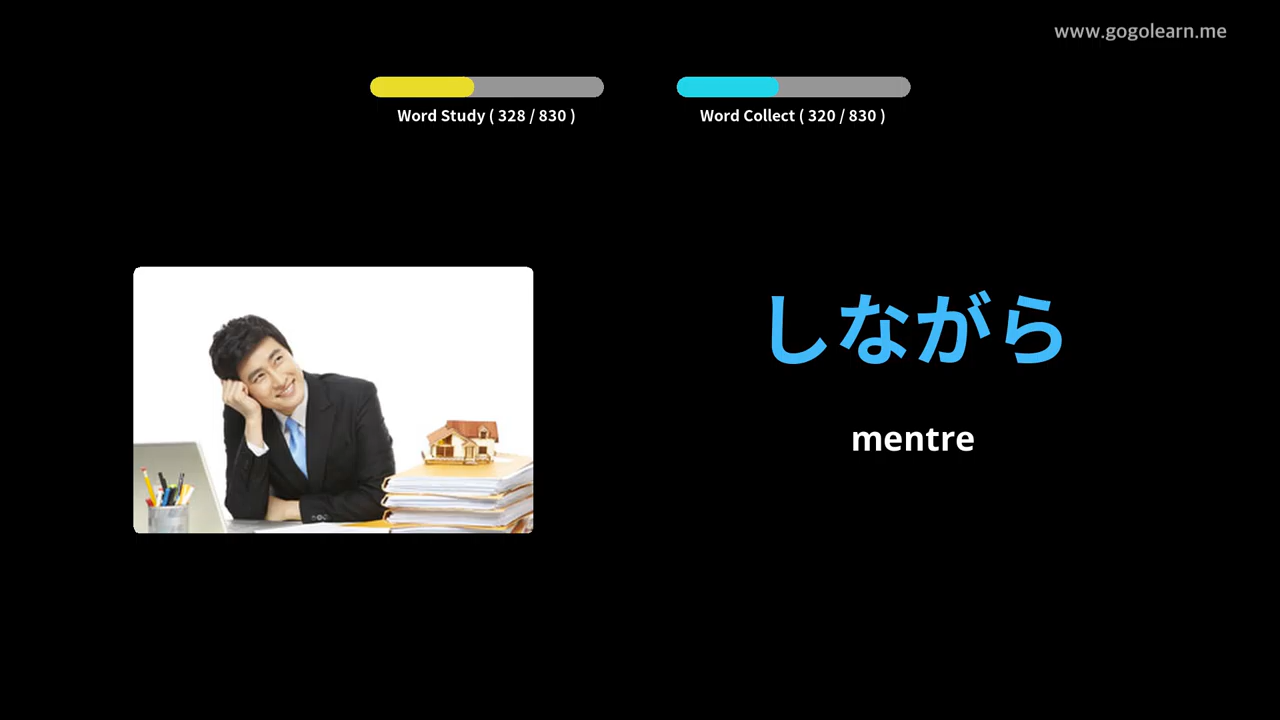 www.gogolearn.me
Word Study ( 328 / 830 )
Word Collect ( 320 / 830 )
しながら
mentre